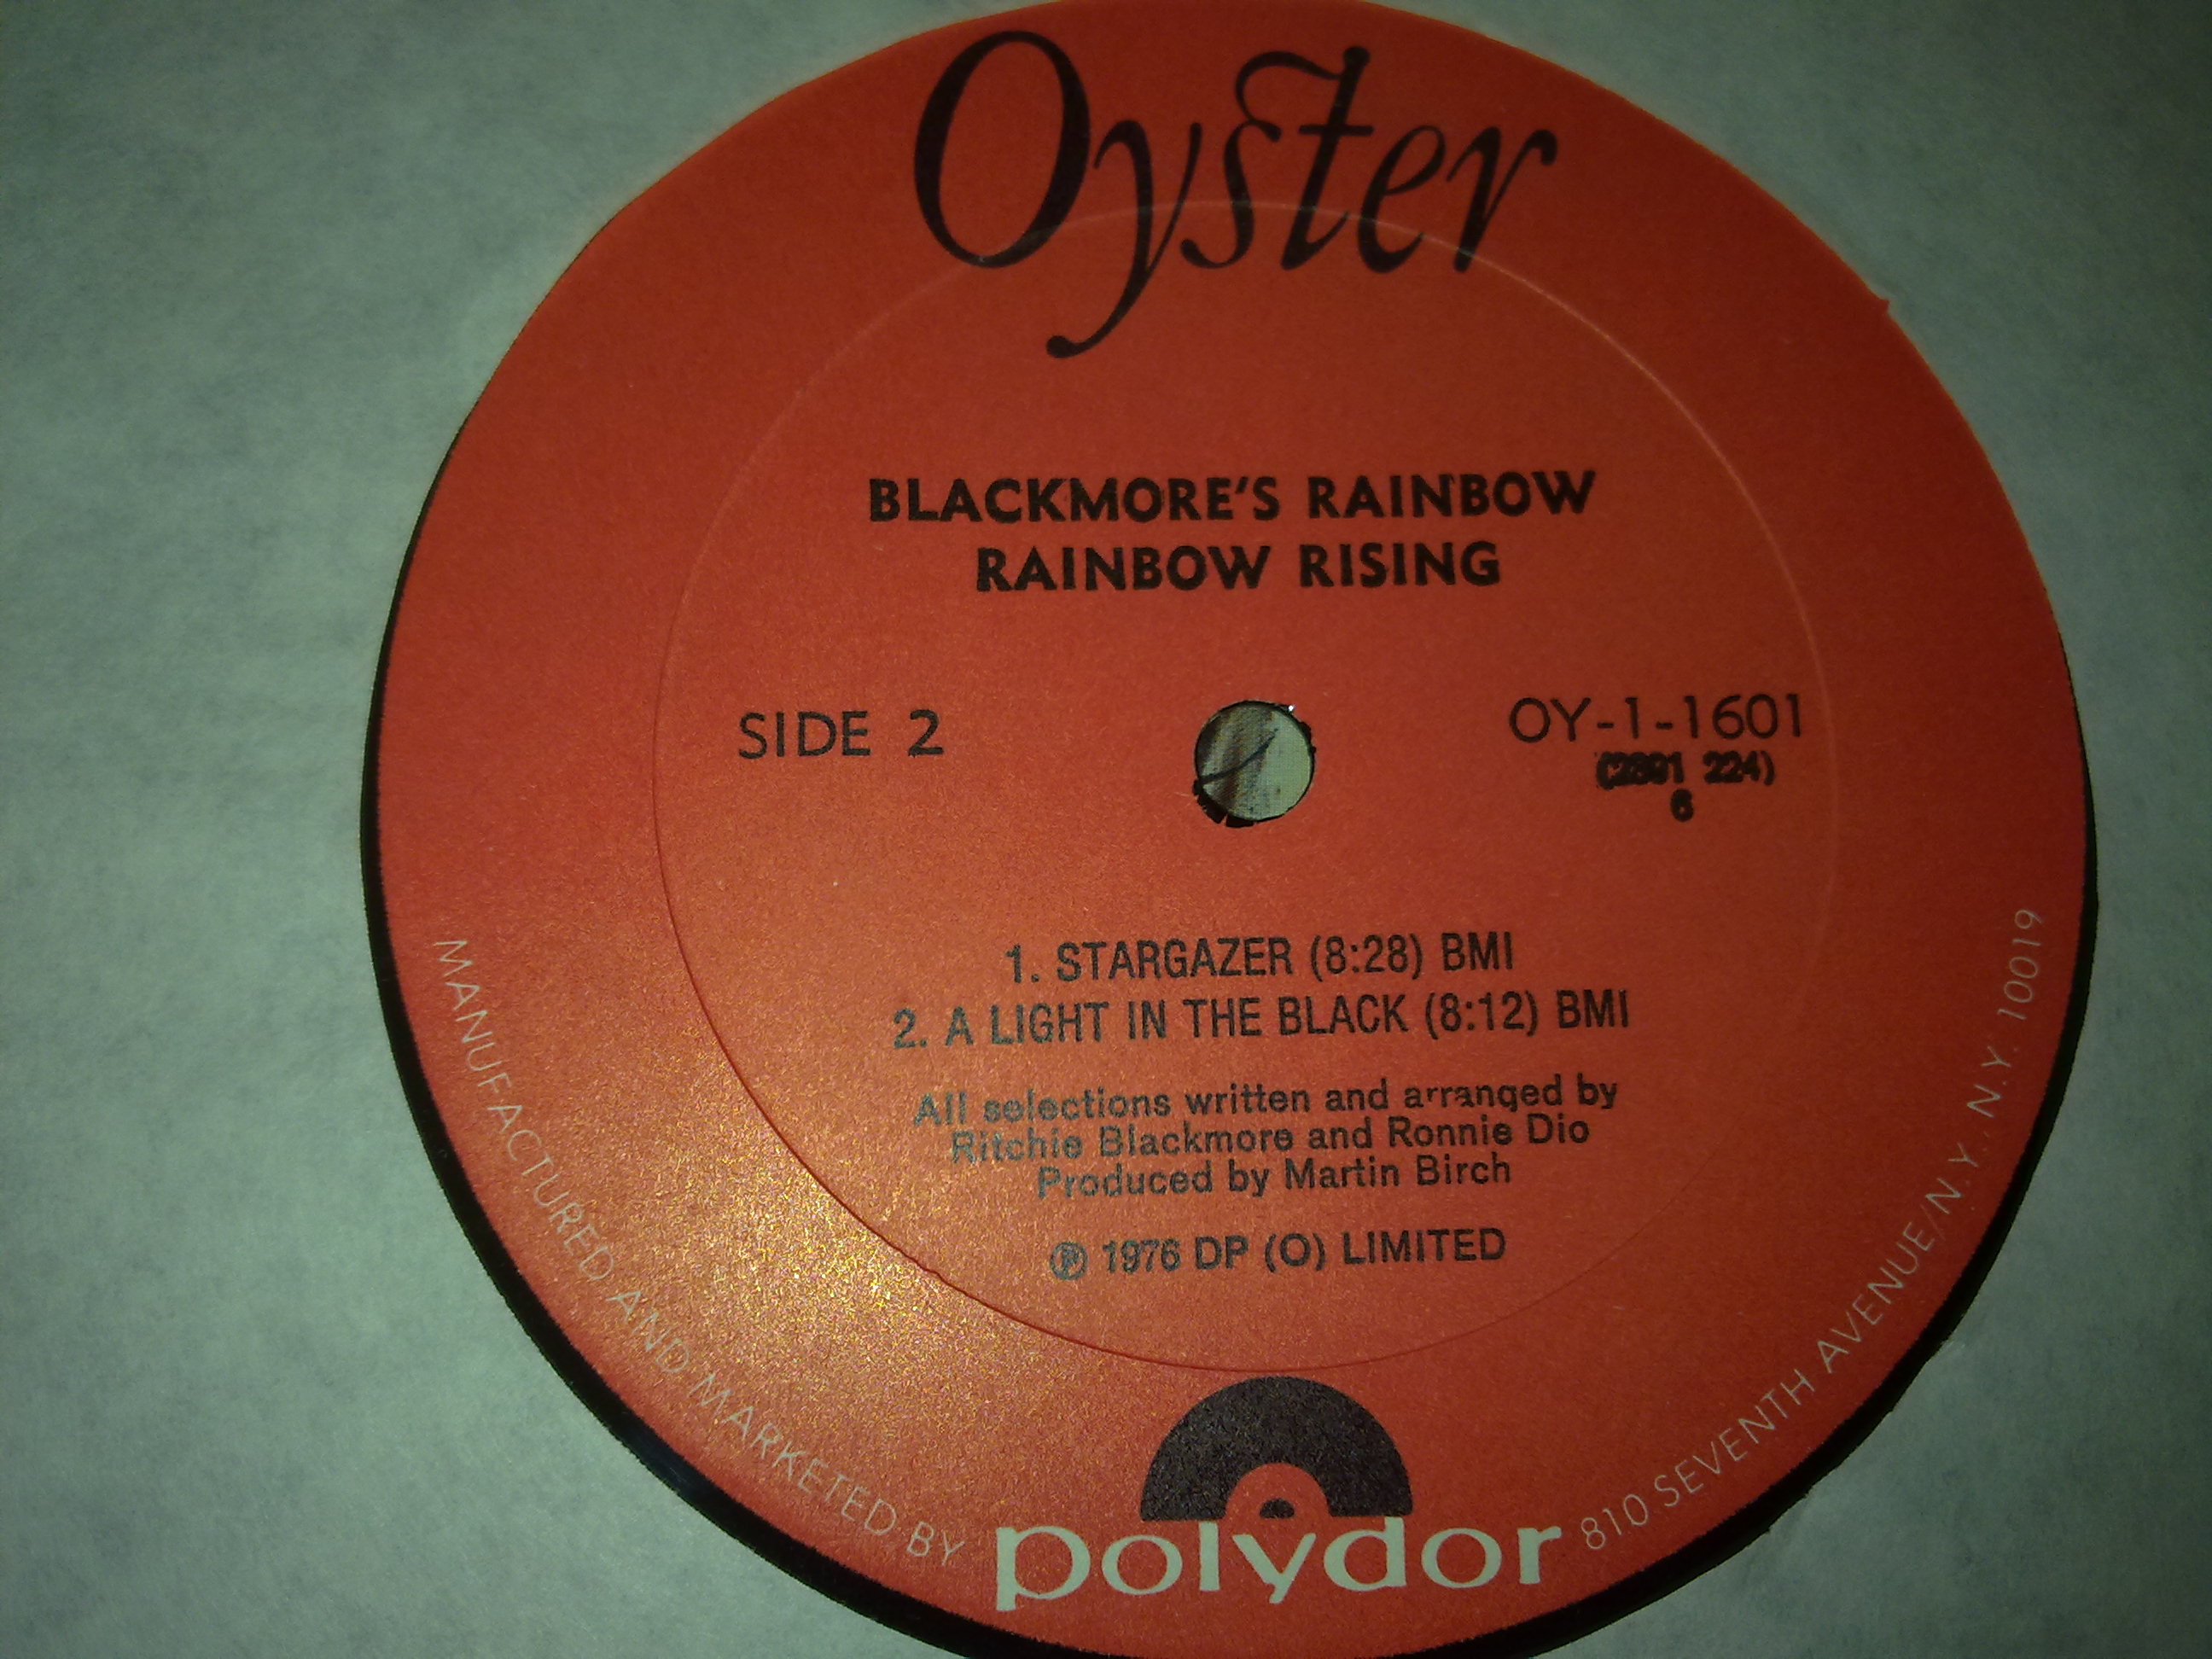 Oyster
BLACKMORE'S RAINBOW
RAINBOW RISING
SIDE 2
OY-1-1601
(2391 224)
6
1. STARGAZER (8:28) BMI
2. A LIGHT IN THE BLACK (8:12) BMI
All selections written and arranged by
Ritchie Blackmore and Ronnie Dio
Produced by Martin Birch
℗ 1976 DP (O) LIMITED
MANUFACTURED AND MARKETED BY
polydor
810 SEVENTH AVENUE/N.Y. N.Y. 10019